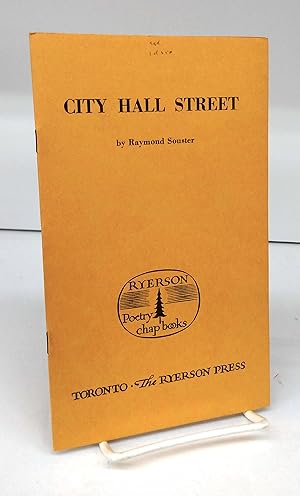 CITY HALL STREET
by Raymond Souster
RYERSON
Poetry
chap books
TORONTO · The RYERSON PRESS